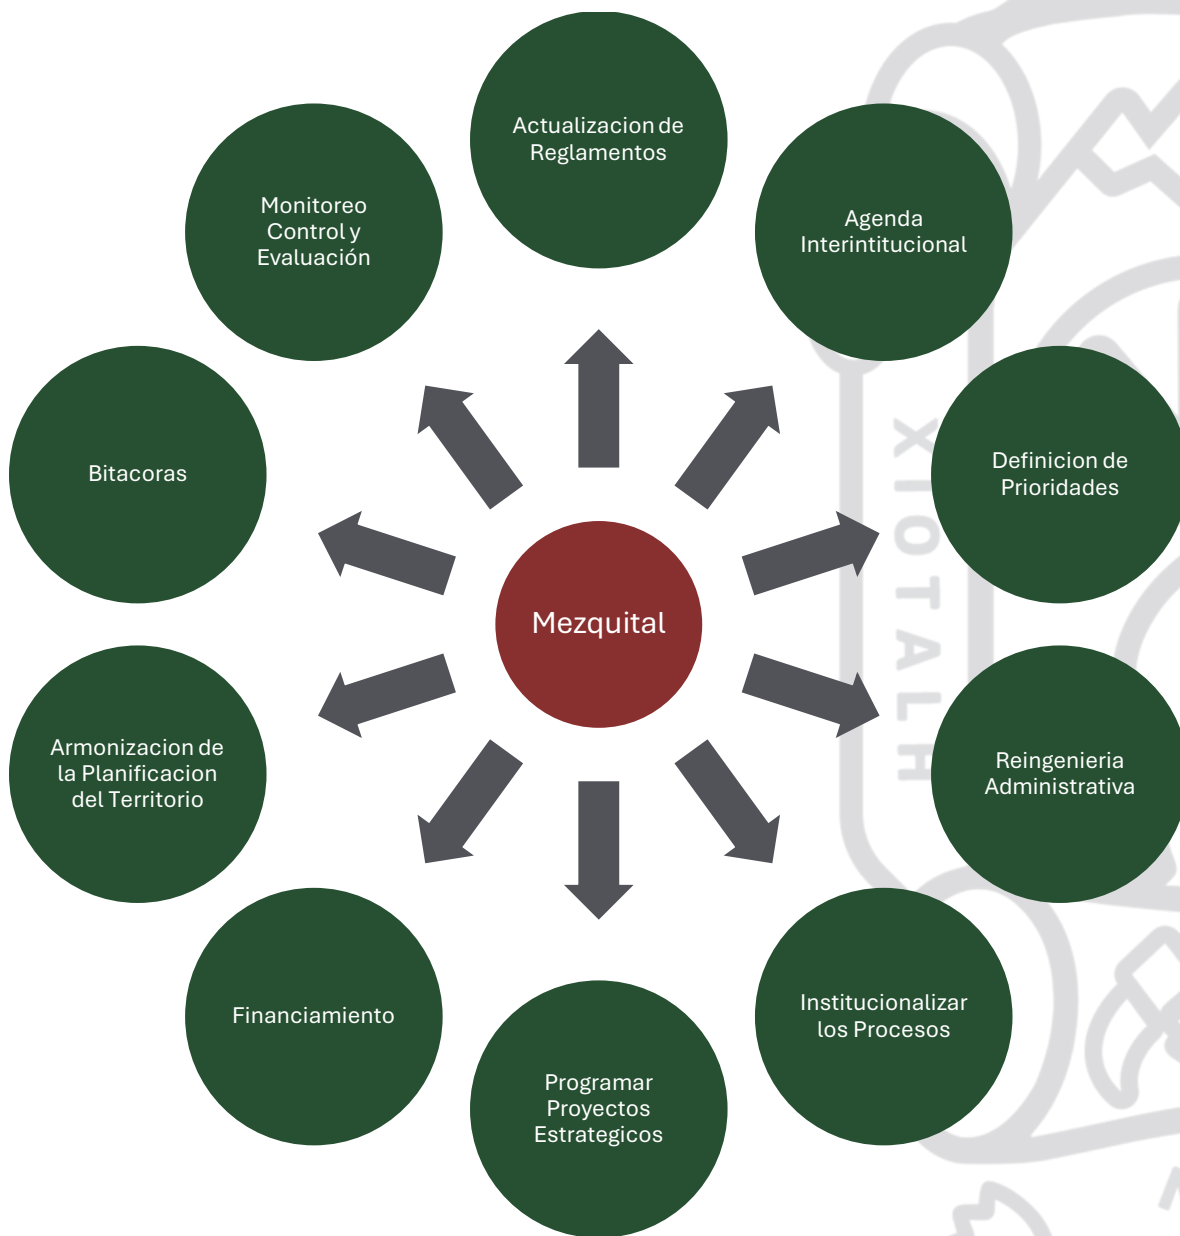 Actualizacion de
Reglamentos
Agenda
Interintitucional
Definicion de
Prioridades
Reingenieria
Administrativa
Institucionalizar
los Procesos
Programar
Proyectos
Estrategicos
Financiamiento
Armonizacion de
la Planificacion
del Territorio
Bitacoras
Monitoreo
Control y
Evaluación
Mezquital
XIOTALH